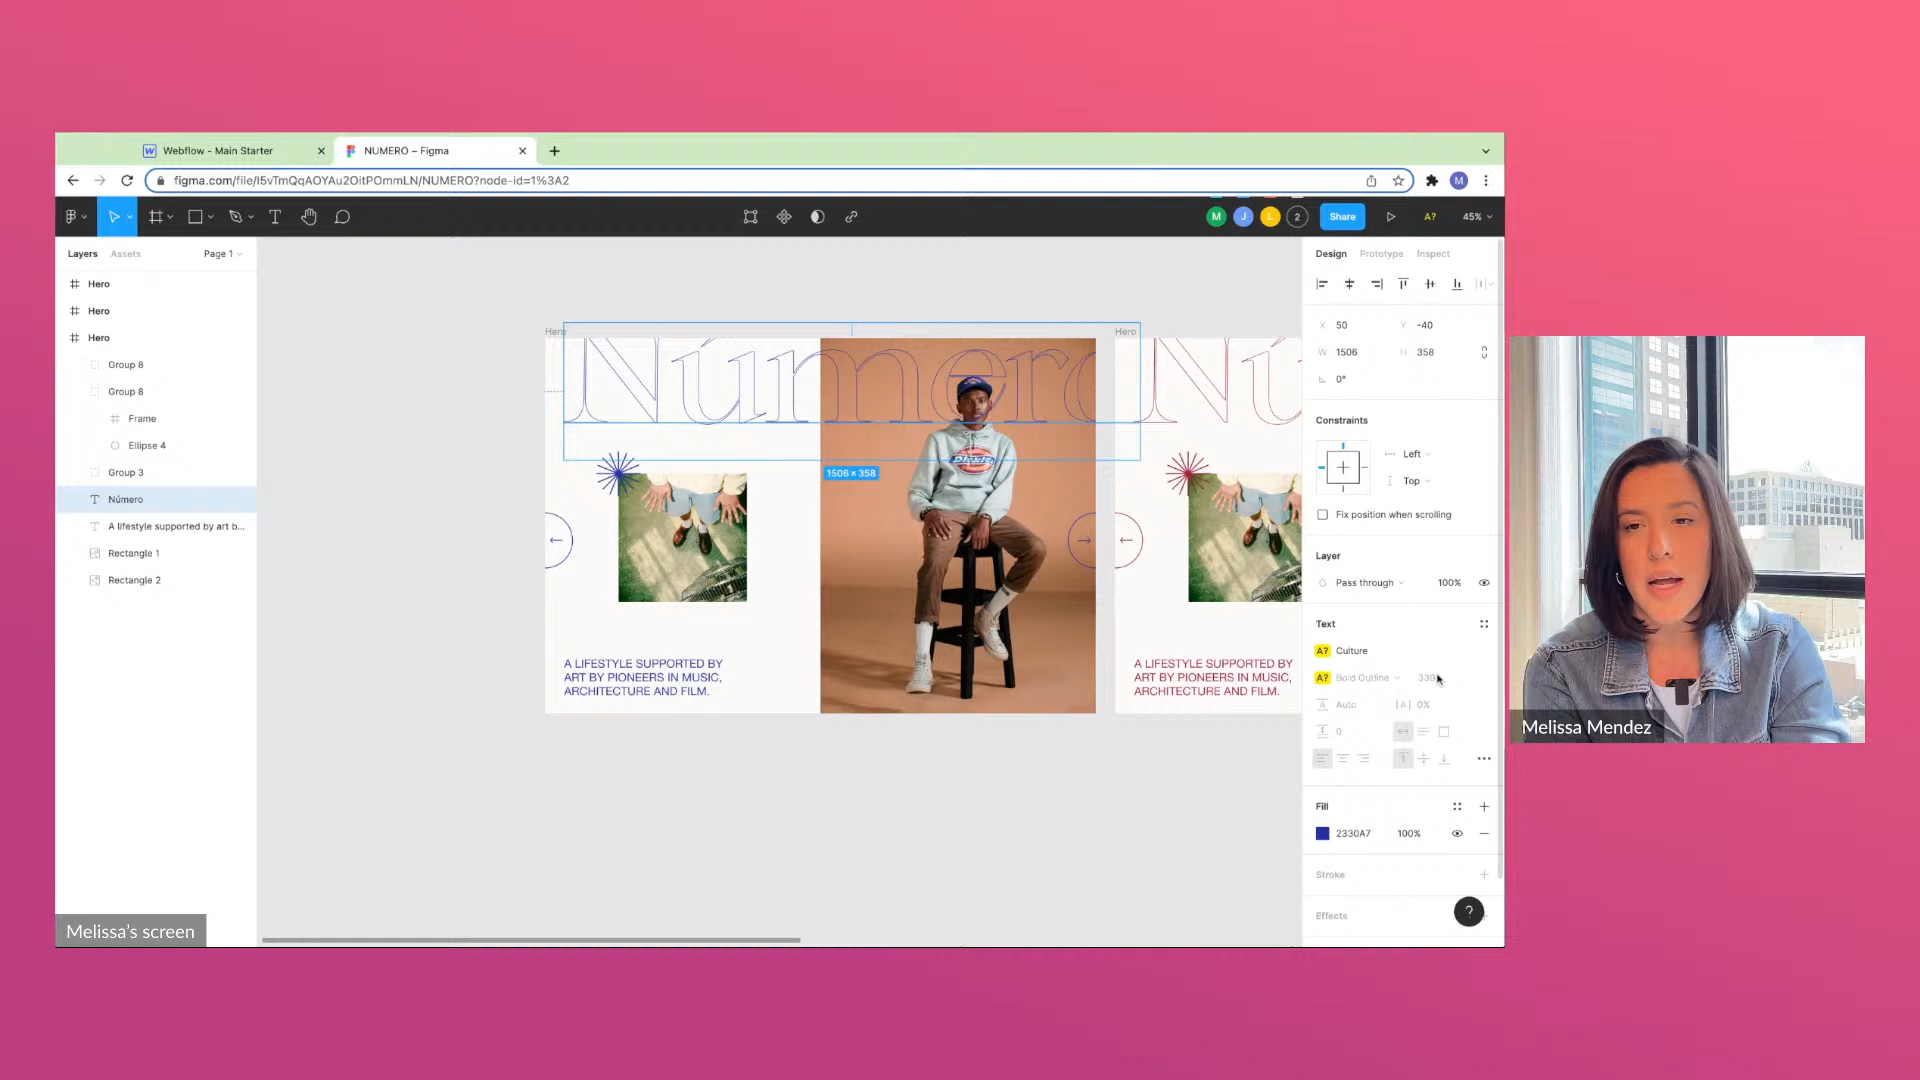 Webflow - Main Starter
NUMERO – Figma
figma.com/file/I5vTmQqAOYAu2OitPOmmLN/NUMERO?node-id=1%3A2
M
M
J
L
2
Share
A?
45%
Layers
Assets
Page 1
Hero
Hero
Hero
Group 8
Group 8
Frame
Ellipse 4
Group 3
Número
A lifestyle supported by art b...
Rectangle 1
Rectangle 2
Hero
Hero
Número
Nú
Dickies
1506 × 358
A LIFESTYLE SUPPORTED BY
ART BY PIONEERS IN MUSIC,
ARCHITECTURE AND FILM.
A LIFESTYLE SUPPORTED BY
ART BY PIONEERS IN MUSIC,
ARCHITECTURE AND FILM.
Design
Prototype
Inspect
X 50
Y -40
W 1506
H 358
0°
Constraints
Left
Top
Fix position when scrolling
Layer
Pass through
100%
Text
A? Culture
A? Bold Outline
Auto
|A| 0%
0
Fill
2330A7
100%
Stroke
Effects
?
Melissa's screen
Melissa Mendez